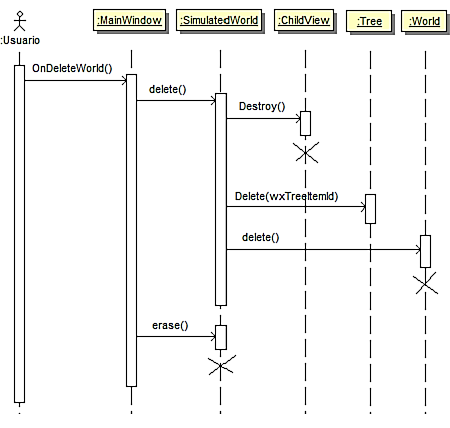 :MainWindow :SimulatedWorld :ChildView :Tree :World
:Usuario
OnDeleteWorld()
delete()
Destroy()
Delete(wxTreeItemId)
delete()
erase()